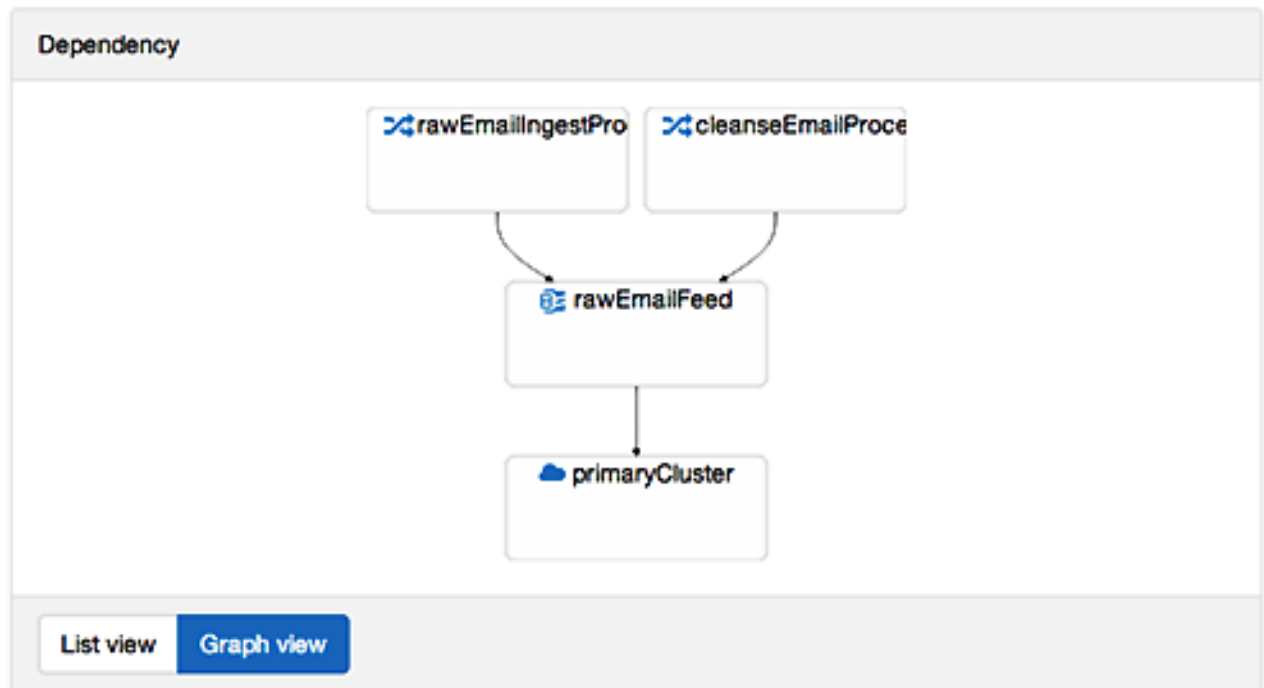 Dependency
rawEmailIngestPro
cleanseEmailProce
rawEmailFeed
primaryCluster
List view
Graph view